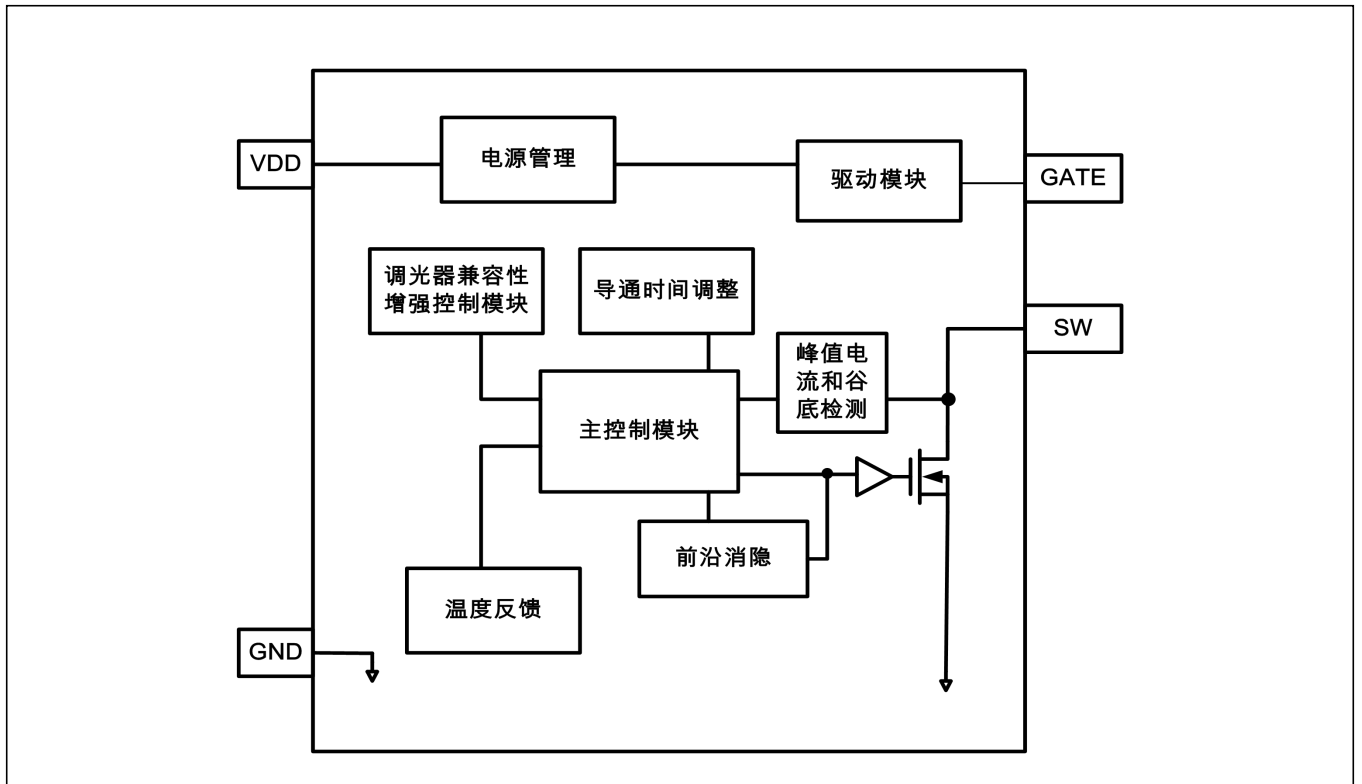 VDD
电源管理
驱动模块
GATE
调光器兼容性
增强控制模块
导通时间调整
SW
峰值电
流和谷
底检测
主控制模块
前沿消隐
温度反馈
GND